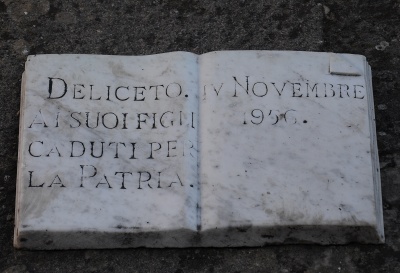 DELICETO.
AI SUOI FIGLI
CADUTI PER
LA PATRIA.
IV NOVEMBRE
1956.